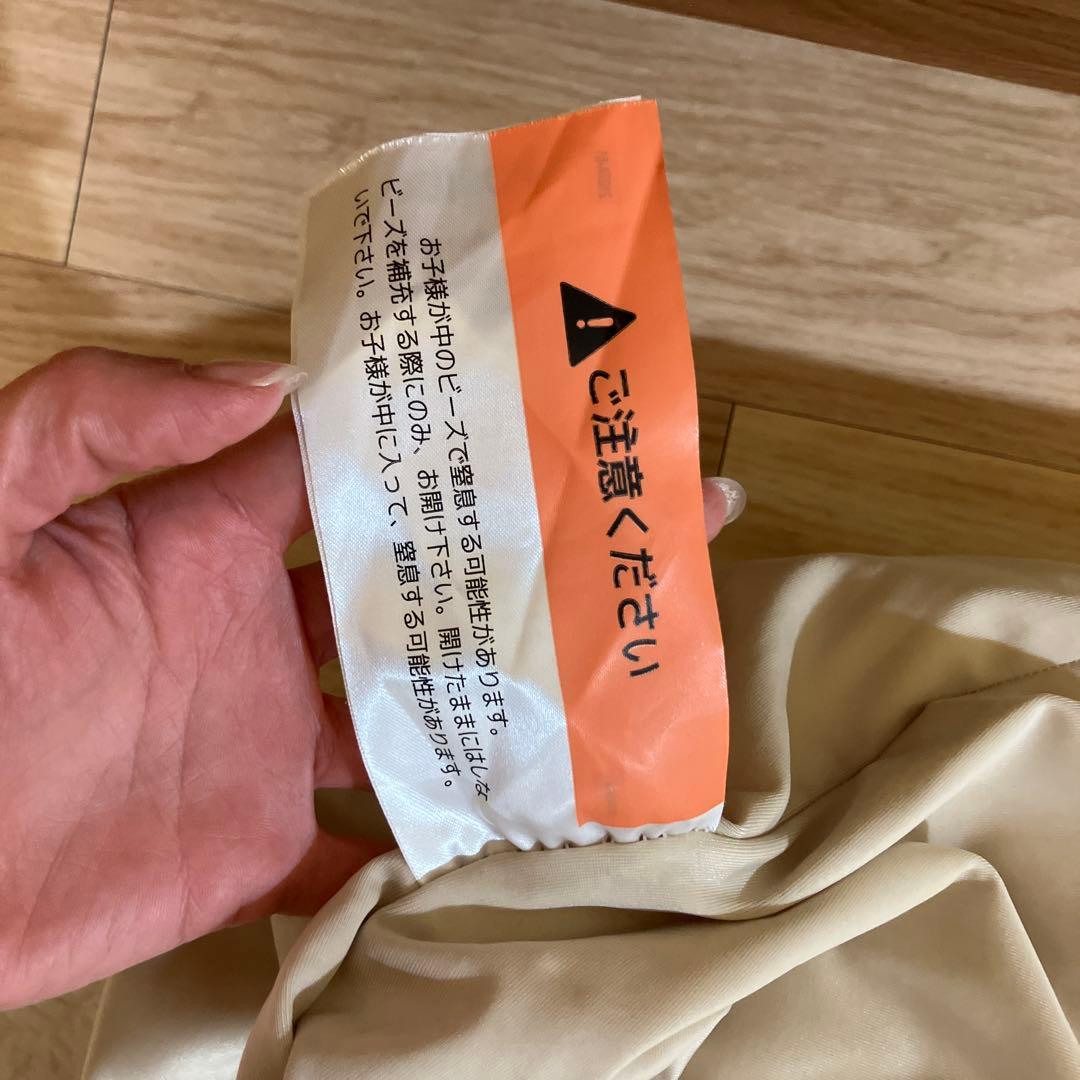 ご注意ください
お子様が中のビーズで窒息する可能性があります。
ビーズを補充する際にのみ、お開け下さい。開けたままにはしな
いで下さい。お子様が中に入って、窒息する可能性があります。